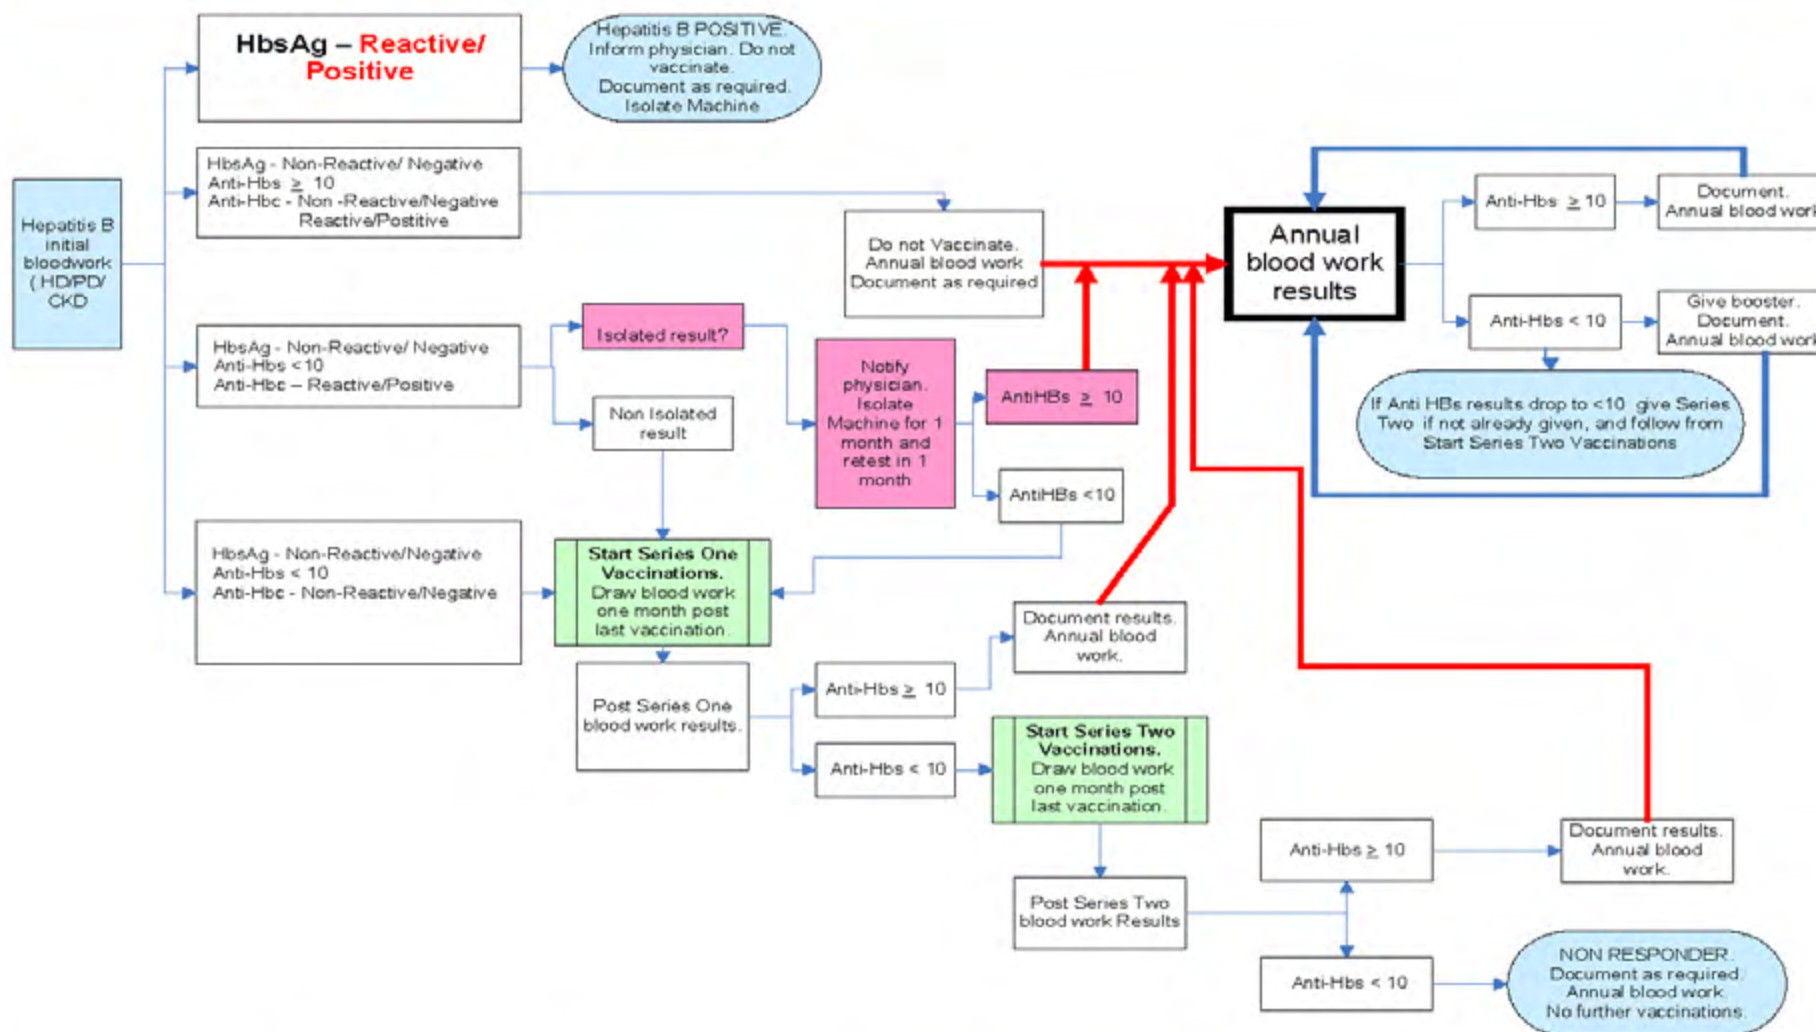 HbsAg – Reactive/
Positive
Hepatitis B POSITIVE.
Inform physician. Do not
vaccinate.
Document as required.
Isolate Machine
Hepatitis B
initial
bloodwork
( HD/PD/
CKD
HbsAg - Non-Reactive/ Negative
Anti-Hbs ≥ 10
Anti-Hbc - Non -Reactive/Negative
Reactive/Postitive
HbsAg - Non-Reactive/ Negative
Anti-Hbs <10
Anti-Hbc – Reactive/Positive
HbsAg - Non-Reactive/Negative
Anti-Hbs < 10
Anti-Hbc - Non-Reactive/Negative
Isolated result?
Non Isolated
result
Do not Vaccinate.
Annual blood work
Document as required
Notify
physician.
Isolate
Machine for 1
month and
retest in 1
month
AntiHBs ≥ 10
AntiHBs <10
Annual
blood work
results
Anti-Hbs ≥ 10
Document.
Annual blood work
Anti-Hbs < 10
Give booster.
Document.
Annual blood work
If Anti HBs results drop to <10 give Series
Two if not already given, and follow from
Start Series Two Vaccinations
Start Series One
Vaccinations.
Draw blood work
one month post
last vaccination.
Post Series One
blood work results.
Anti-Hbs ≥ 10
Document results.
Annual blood
work.
Anti-Hbs < 10
Start Series Two
Vaccinations.
Draw blood work
one month post
last vaccination.
Post Series Two
blood work Results
Anti-Hbs ≥ 10
Document results.
Annual blood
work.
Anti-Hbs < 10
NON RESPONDER.
Document as required.
Annual blood work.
No further vaccinations.